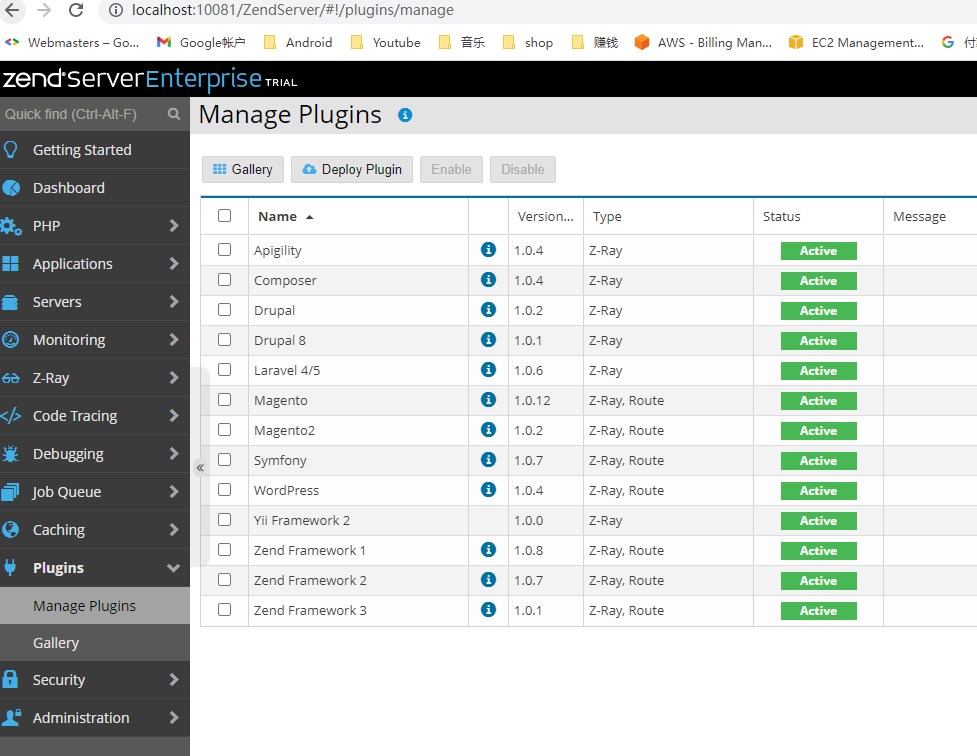 localhost:10081/ZendServer/#!/plugins/manage
Webmasters – Go... Google帐户 Android Youtube 音乐 shop 赚钱 AWS - Billing Man... EC2 Management... 付
zend Server Enterprise TRIAL
Quick find (Ctrl-Alt-F)
Manage Plugins
Getting Started
Dashboard
PHP
Applications
Servers
Monitoring
Z-Ray
Code Tracing
Debugging
Job Queue
Caching
Plugins
Manage Plugins
Gallery
Security
Administration
Gallery Deploy Plugin Enable Disable
Name Version... Type Status Message
Apigility 1.0.4 Z-Ray Active
Composer 1.0.4 Z-Ray Active
Drupal 1.0.2 Z-Ray Active
Drupal 8 1.0.1 Z-Ray Active
Laravel 4/5 1.0.6 Z-Ray Active
Magento 1.0.12 Z-Ray, Route Active
Magento2 1.0.2 Z-Ray, Route Active
Symfony 1.0.7 Z-Ray, Route Active
WordPress 1.0.4 Z-Ray, Route Active
Yii Framework 2 1.0.0 Z-Ray Active
Zend Framework 1 1.0.8 Z-Ray, Route Active
Zend Framework 2 1.0.7 Z-Ray, Route Active
Zend Framework 3 1.0.1 Z-Ray, Route Active